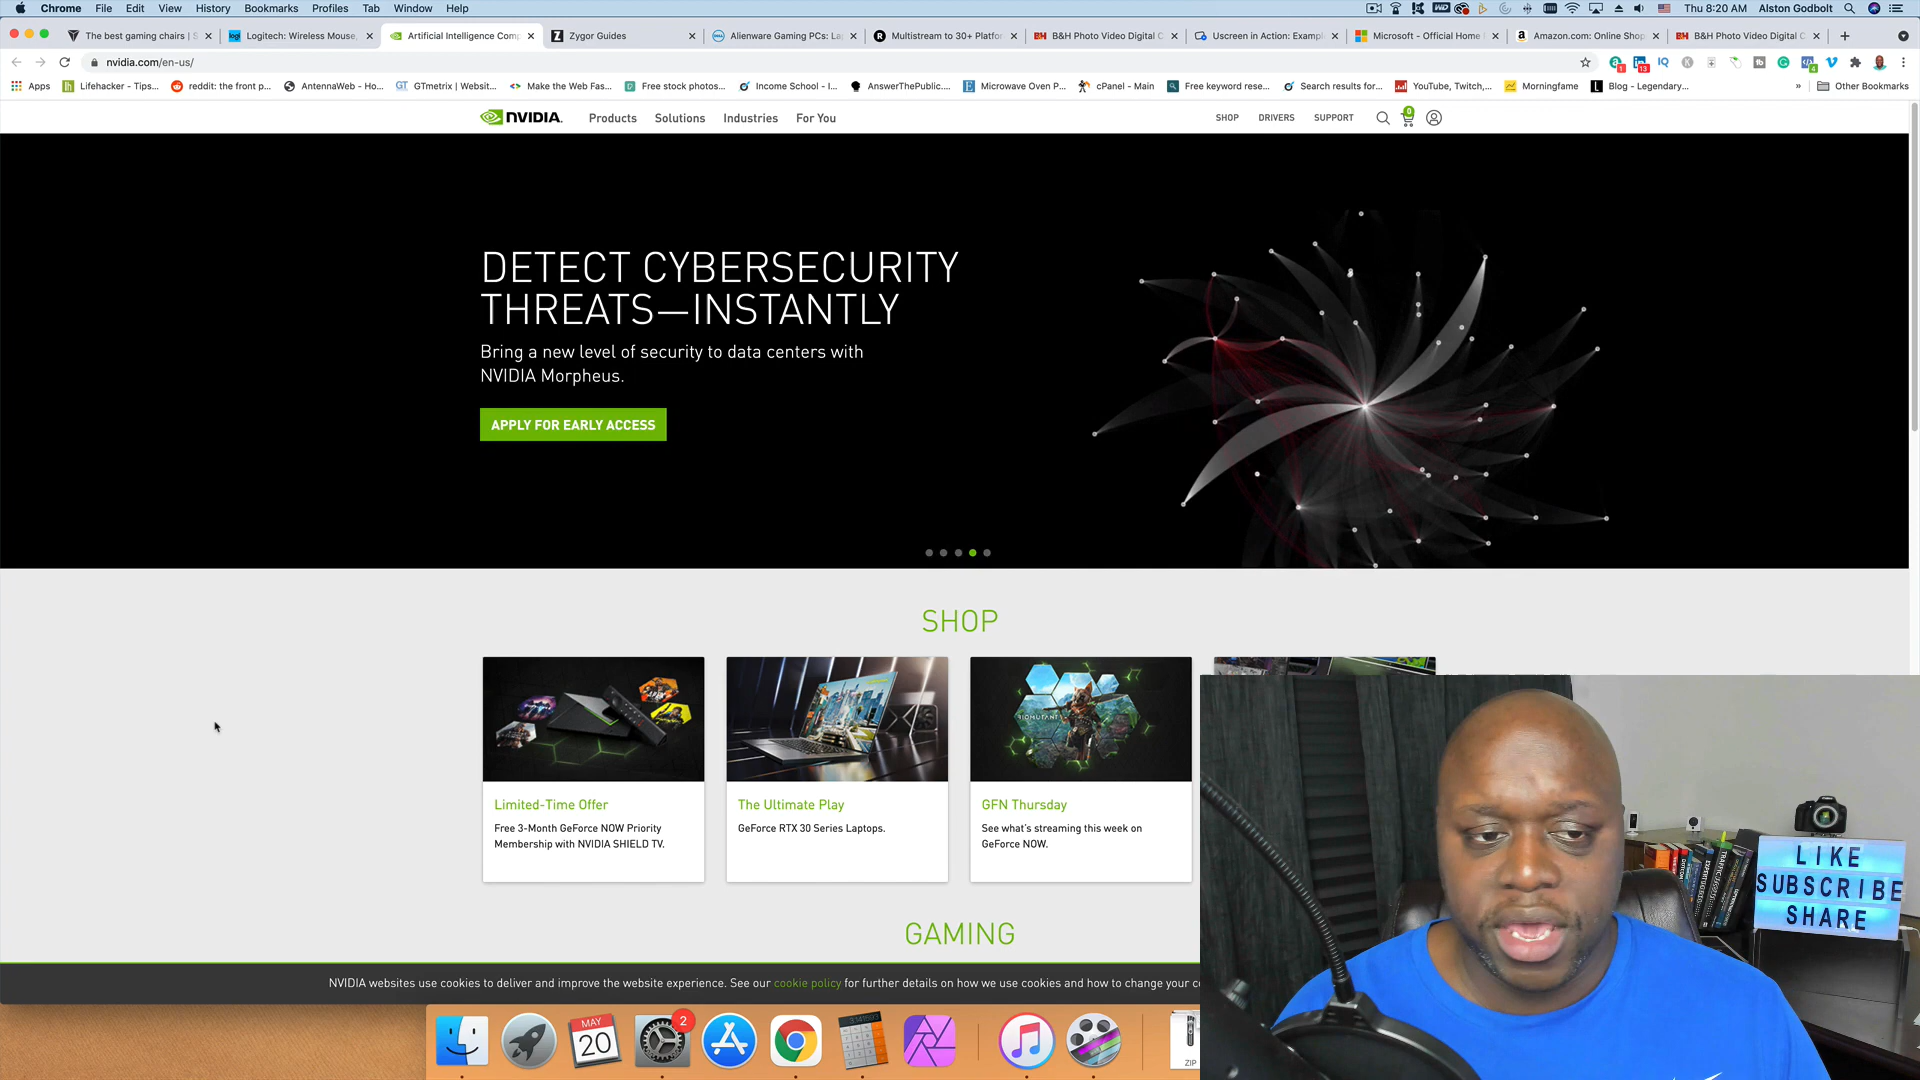 Chrome File Edit View History Bookmarks Profiles Tab Window Help
Thu 8:20 AM Alston Godbolt
The best gaming chairs | S
Logitech: Wireless Mouse,
Artificial Intelligence Comp
Zygor Guides
Alienware Gaming PCs: La
Multistream to 30+ Platfo
B&H Photo Video Digital C
Uscreen in Action: Examp
Microsoft - Official Home
Amazon.com: Online Shop
B&H Photo Video Digital C
nvidia.com/en-us/
Apps
Lifehacker - Tips...
reddit: the front p...
AntennaWeb - Ho...
GTmetrix | Websit...
Make the Web Fas...
Free stock photos...
Income School - I...
AnswerThePublic....
Microwave Oven P...
cPanel - Main
Free keyword rese...
Search results for...
YouTube, Twitch,...
Morningfame
Blog - Legendary...
Other Bookmarks
NVIDIA. Products Solutions Industries For You SHOP DRIVERS SUPPORT 0
DETECT CYBERSECURITY
THREATS—INSTANTLY
Bring a new level of security to data centers with
NVIDIA Morpheus.
APPLY FOR EARLY ACCESS
SHOP
BIOMUTANT
Limited-Time Offer
Free 3-Month GeForce NOW Priority
Membership with NVIDIA SHIELD TV.
The Ultimate Play
GeForce RTX 30 Series Laptops.
GFN Thursday
See what's streaming this week on
GeForce NOW.
GAMING
NVIDIA websites use cookies to deliver and improve the website experience. See our cookie policy for further details on how we use cookies and how to change your
LIKE
SUBSCRIBE
SHARE
MAY
20
2
ZIP